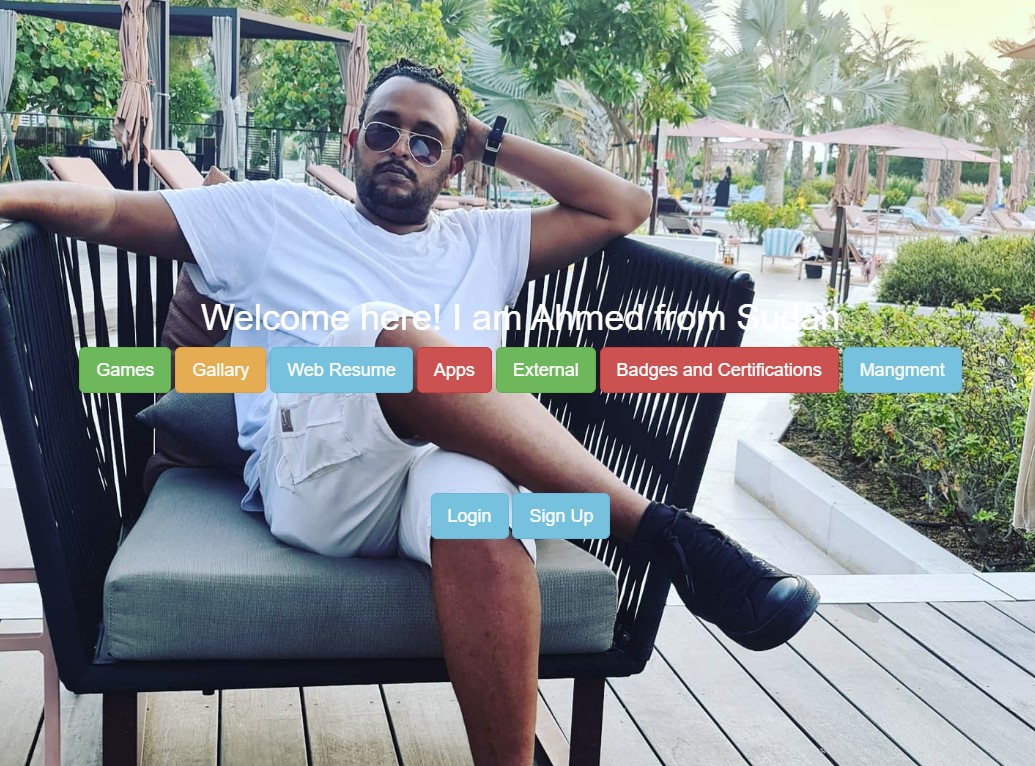 Welcome here! I am Ahmed from Sudan
Games Gallary Web Resume Apps External Badges and Certifications Mangment
Login Sign Up